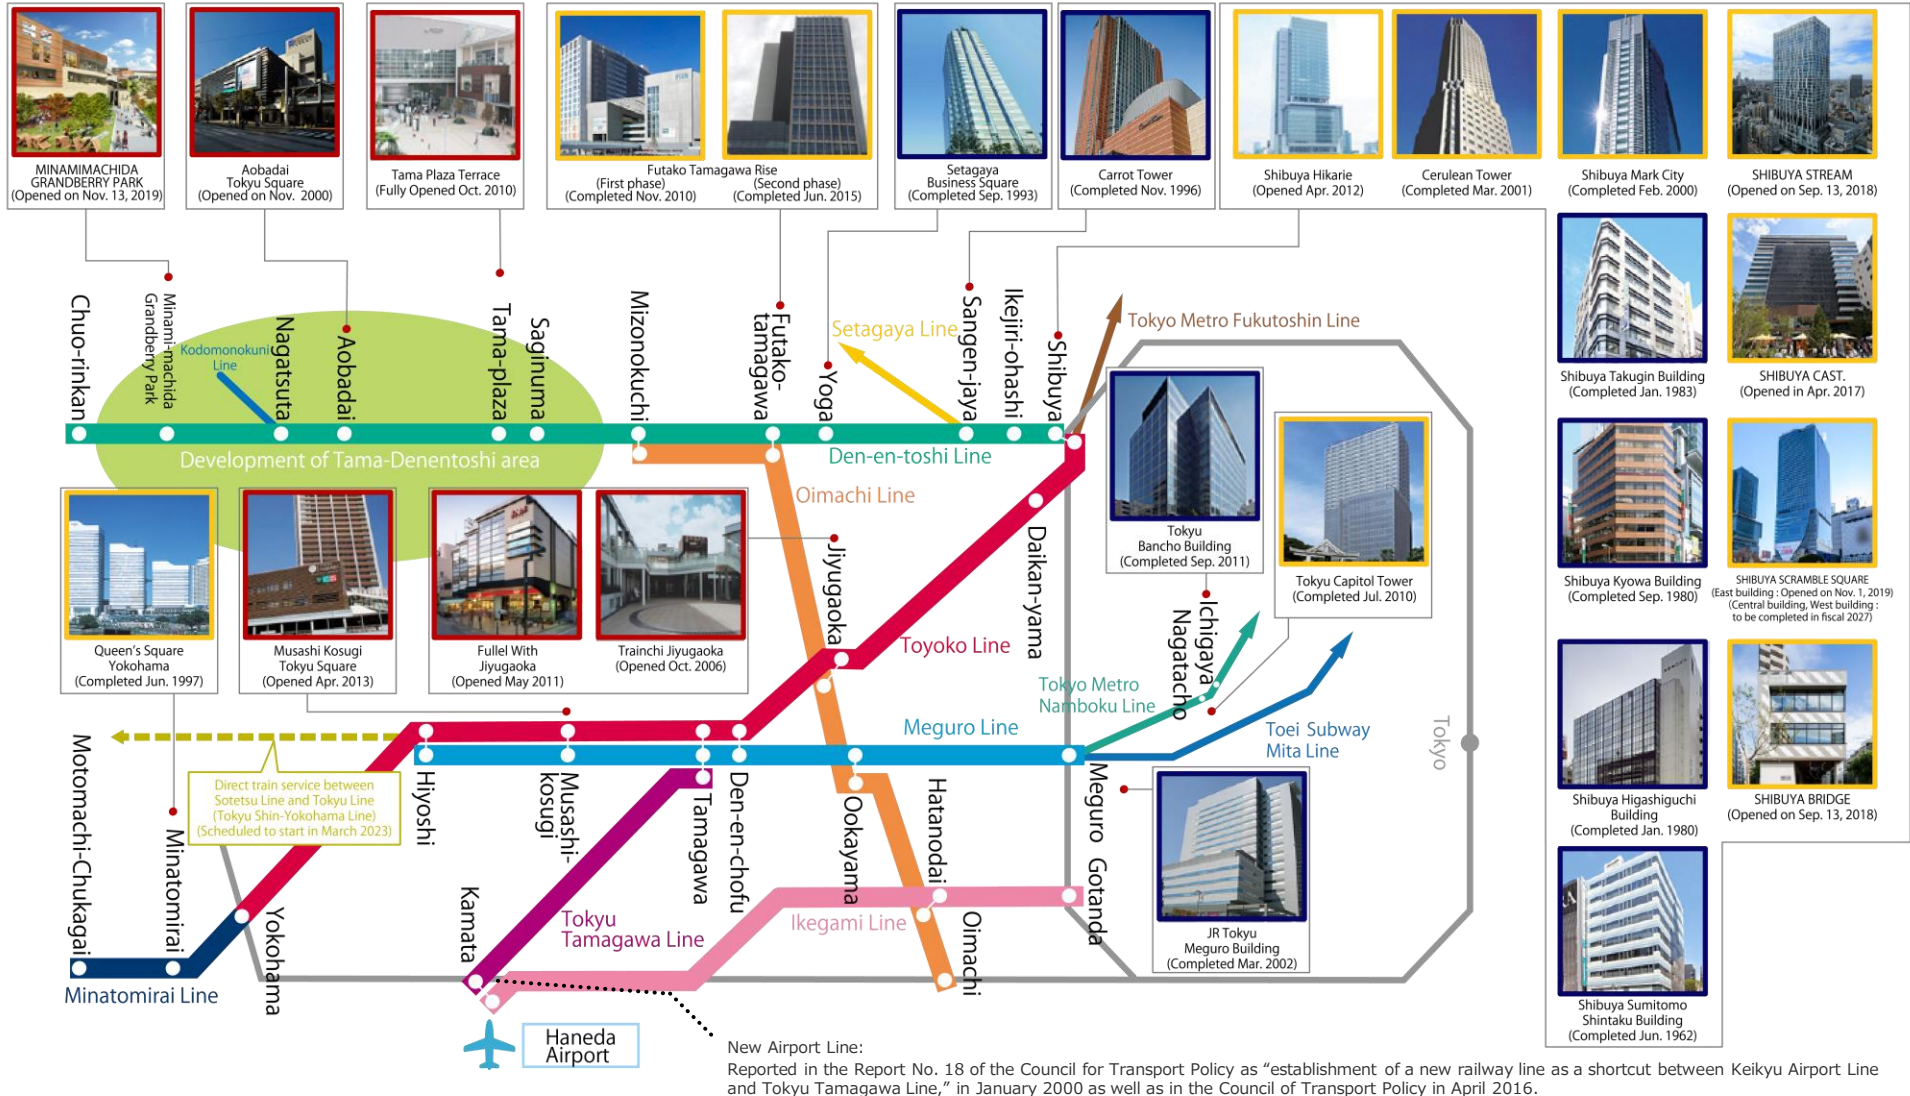 MINAMIMACHIDA
GRANDBERRY PARK
(Opened on Nov. 13, 2019)
Aobadai
Tokyu Square
(Opened on Nov.  2000)
Tama Plaza Terrace
(Fully Opened Oct. 2010)
Futako Tamagawa Rise
(First phase)
(Completed Nov. 2010)
(Second phase)
(Completed Jun. 2015)
Setagaya
Business Square
(Completed Sep. 1993)
Carrot Tower
(Completed Nov. 1996)
Shibuya Hikarie
(Opened Apr. 2012)
Cerulean Tower
(Completed Mar. 2001)
Shibuya Mark City
(Completed Feb. 2000)
SHIBUYA STREAM
(Opened on Sep. 13, 2018)
Shibuya Takugin Building
(Completed Jan. 1983)
SHIBUYA CAST.
(Opened in Apr. 2017)
Shibuya Kyowa Building
(Completed Sep. 1980)
SHIBUYA SCRAMBLE SQUARE
(East building : Opened on Nov. 1, 2019)
(Central building, West building :
to be completed in fiscal 2027)
Shibuya Higashiguchi
Building
(Completed Jan. 1980)
SHIBUYA BRIDGE
(Opened on Sep. 13, 2018)
Shibuya Sumitomo
Shintaku Building
(Completed Jun. 1962)
Chuo-rinkan
Minami-machida
Grandberry Park
Nagatsuta
Aobadai
Tama-plaza
Saginuma
Mizonokuchi
Futako-
tamagawa
Yoga
Sangen-jaya
Ikejiri-ohashi
Shibuya
Kodomonokuni
Line
Setagaya Line
Tokyo Metro Fukutoshin Line
Development of Tama-Denentoshi area
Den-en-toshi Line
Oimachi Line
Tokyu
Bancho Building
(Completed Sep. 2011)
Tokyu Capitol Tower
(Completed Jul. 2010)
Queen's Square
Yokohama
(Completed Jun. 1997)
Musashi Kosugi
Tokyu Square
(Opened Apr. 2013)
Fullel With
Jiyugaoka
(Opened May 2011)
Trainchi Jiyugaoka
(Opened Oct. 2006)
Jiyugaoka
Daikan-yama
Ichigaya
Nagatacho
Toyoko Line
Tokyo Metro
Namboku Line
Meguro Line
Toei Subway
Mita Line
Tokyo
Direct train service between
Sotetsu Line and Tokyu Line
(Tokyu Shin-Yokohama Line)
(Scheduled to start in March 2023)
Motomachi-Chukagai
Minatomirai
Yokohama
Hiyoshi
Musashi-
kosugi
Tamagawa
Den-en-chofu
Ookayama
Hatanodai
Oimachi
Meguro
Gotanda
Kamata
Tokyu
Tamagawa Line
Ikegami Line
Minatomirai Line
JR Tokyu
Meguro Building
(Completed Mar. 2002)
Haneda
Airport
New Airport Line:
Reported in the Report No. 18 of the Council for Transport Policy as “establishment of a new railway line as a shortcut between Keikyu Airport Line
and Tokyu Tamagawa Line,” in January 2000 as well as in the Council of Transport Policy in April 2016.